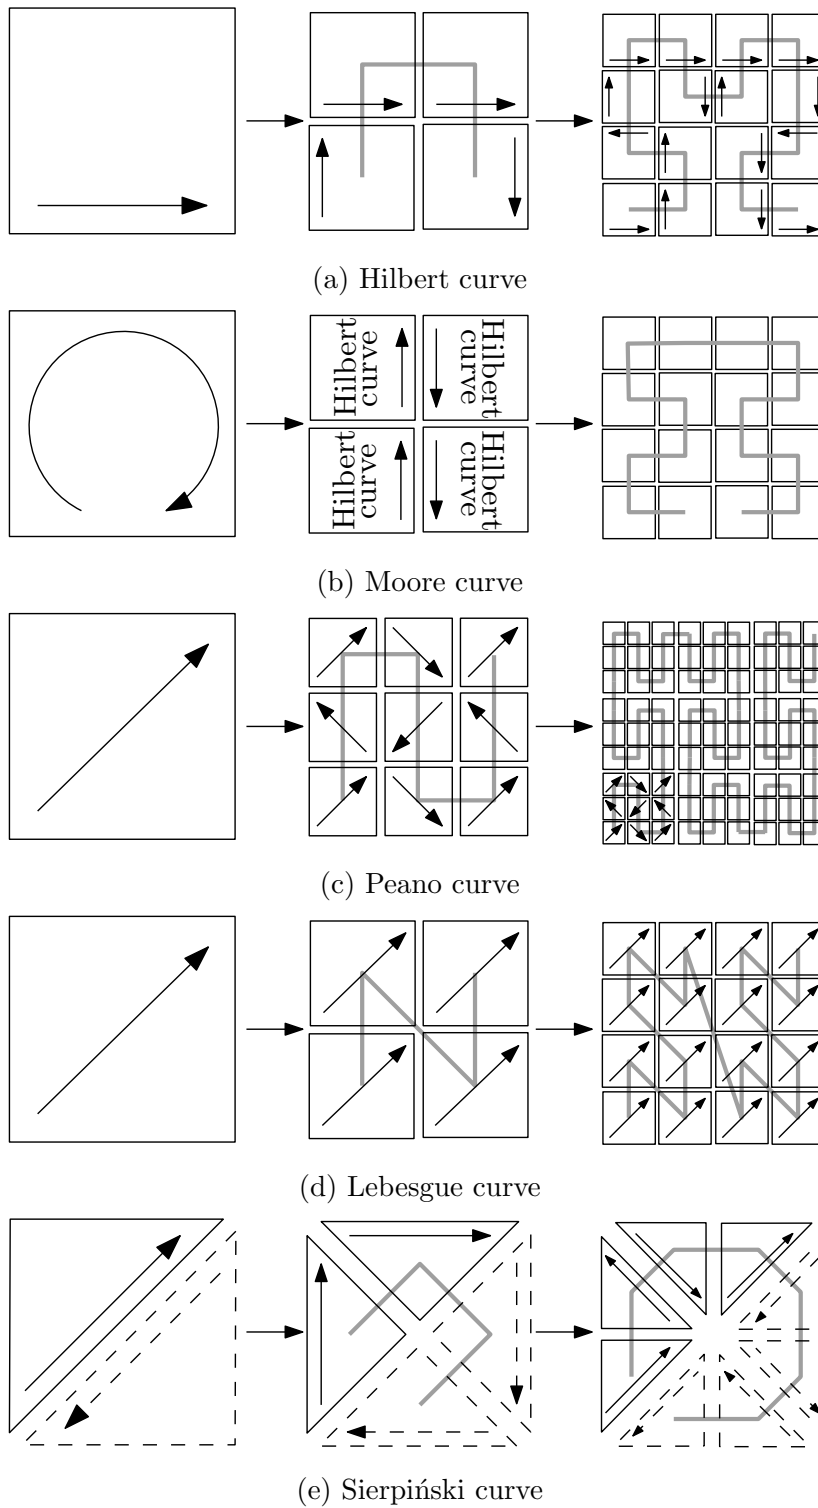 (a) Hilbert curve
Hilbert
curve
Hilbert
curve
Hilbert
curve
Hilbert
curve
(b) Moore curve
(c) Peano curve
(d) Lebesgue curve
(e) Sierpiński curve